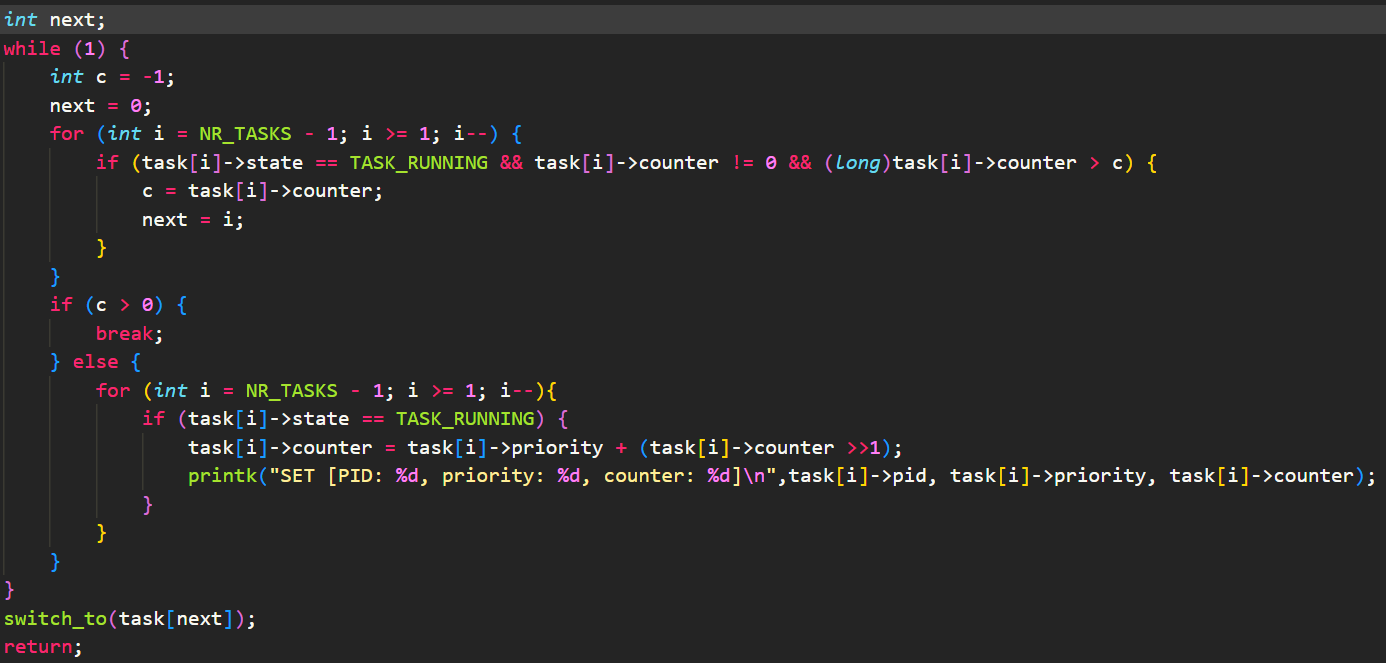 int next;
while (1) {
    int c = -1;
    next = 0;
    for (int i = NR_TASKS - 1; i >= 1; i--) {
        if (task[i]->state == TASK_RUNNING && task[i]->counter != 0 && (long)task[i]->counter > c) {
            c = task[i]->counter;
            next = i;
        }
    }
    if (c > 0) {
        break;
    } else {
        for (int i = NR_TASKS - 1; i >= 1; i--){
            if (task[i]->state == TASK_RUNNING) {
                task[i]->counter = task[i]->priority + (task[i]->counter >>1);
                printk("SET [PID: %d, priority: %d, counter: %d]\n",task[i]->pid, task[i]->priority, task[i]->counter);
            }
        }
    }
}
switch_to(task[next]);
return;